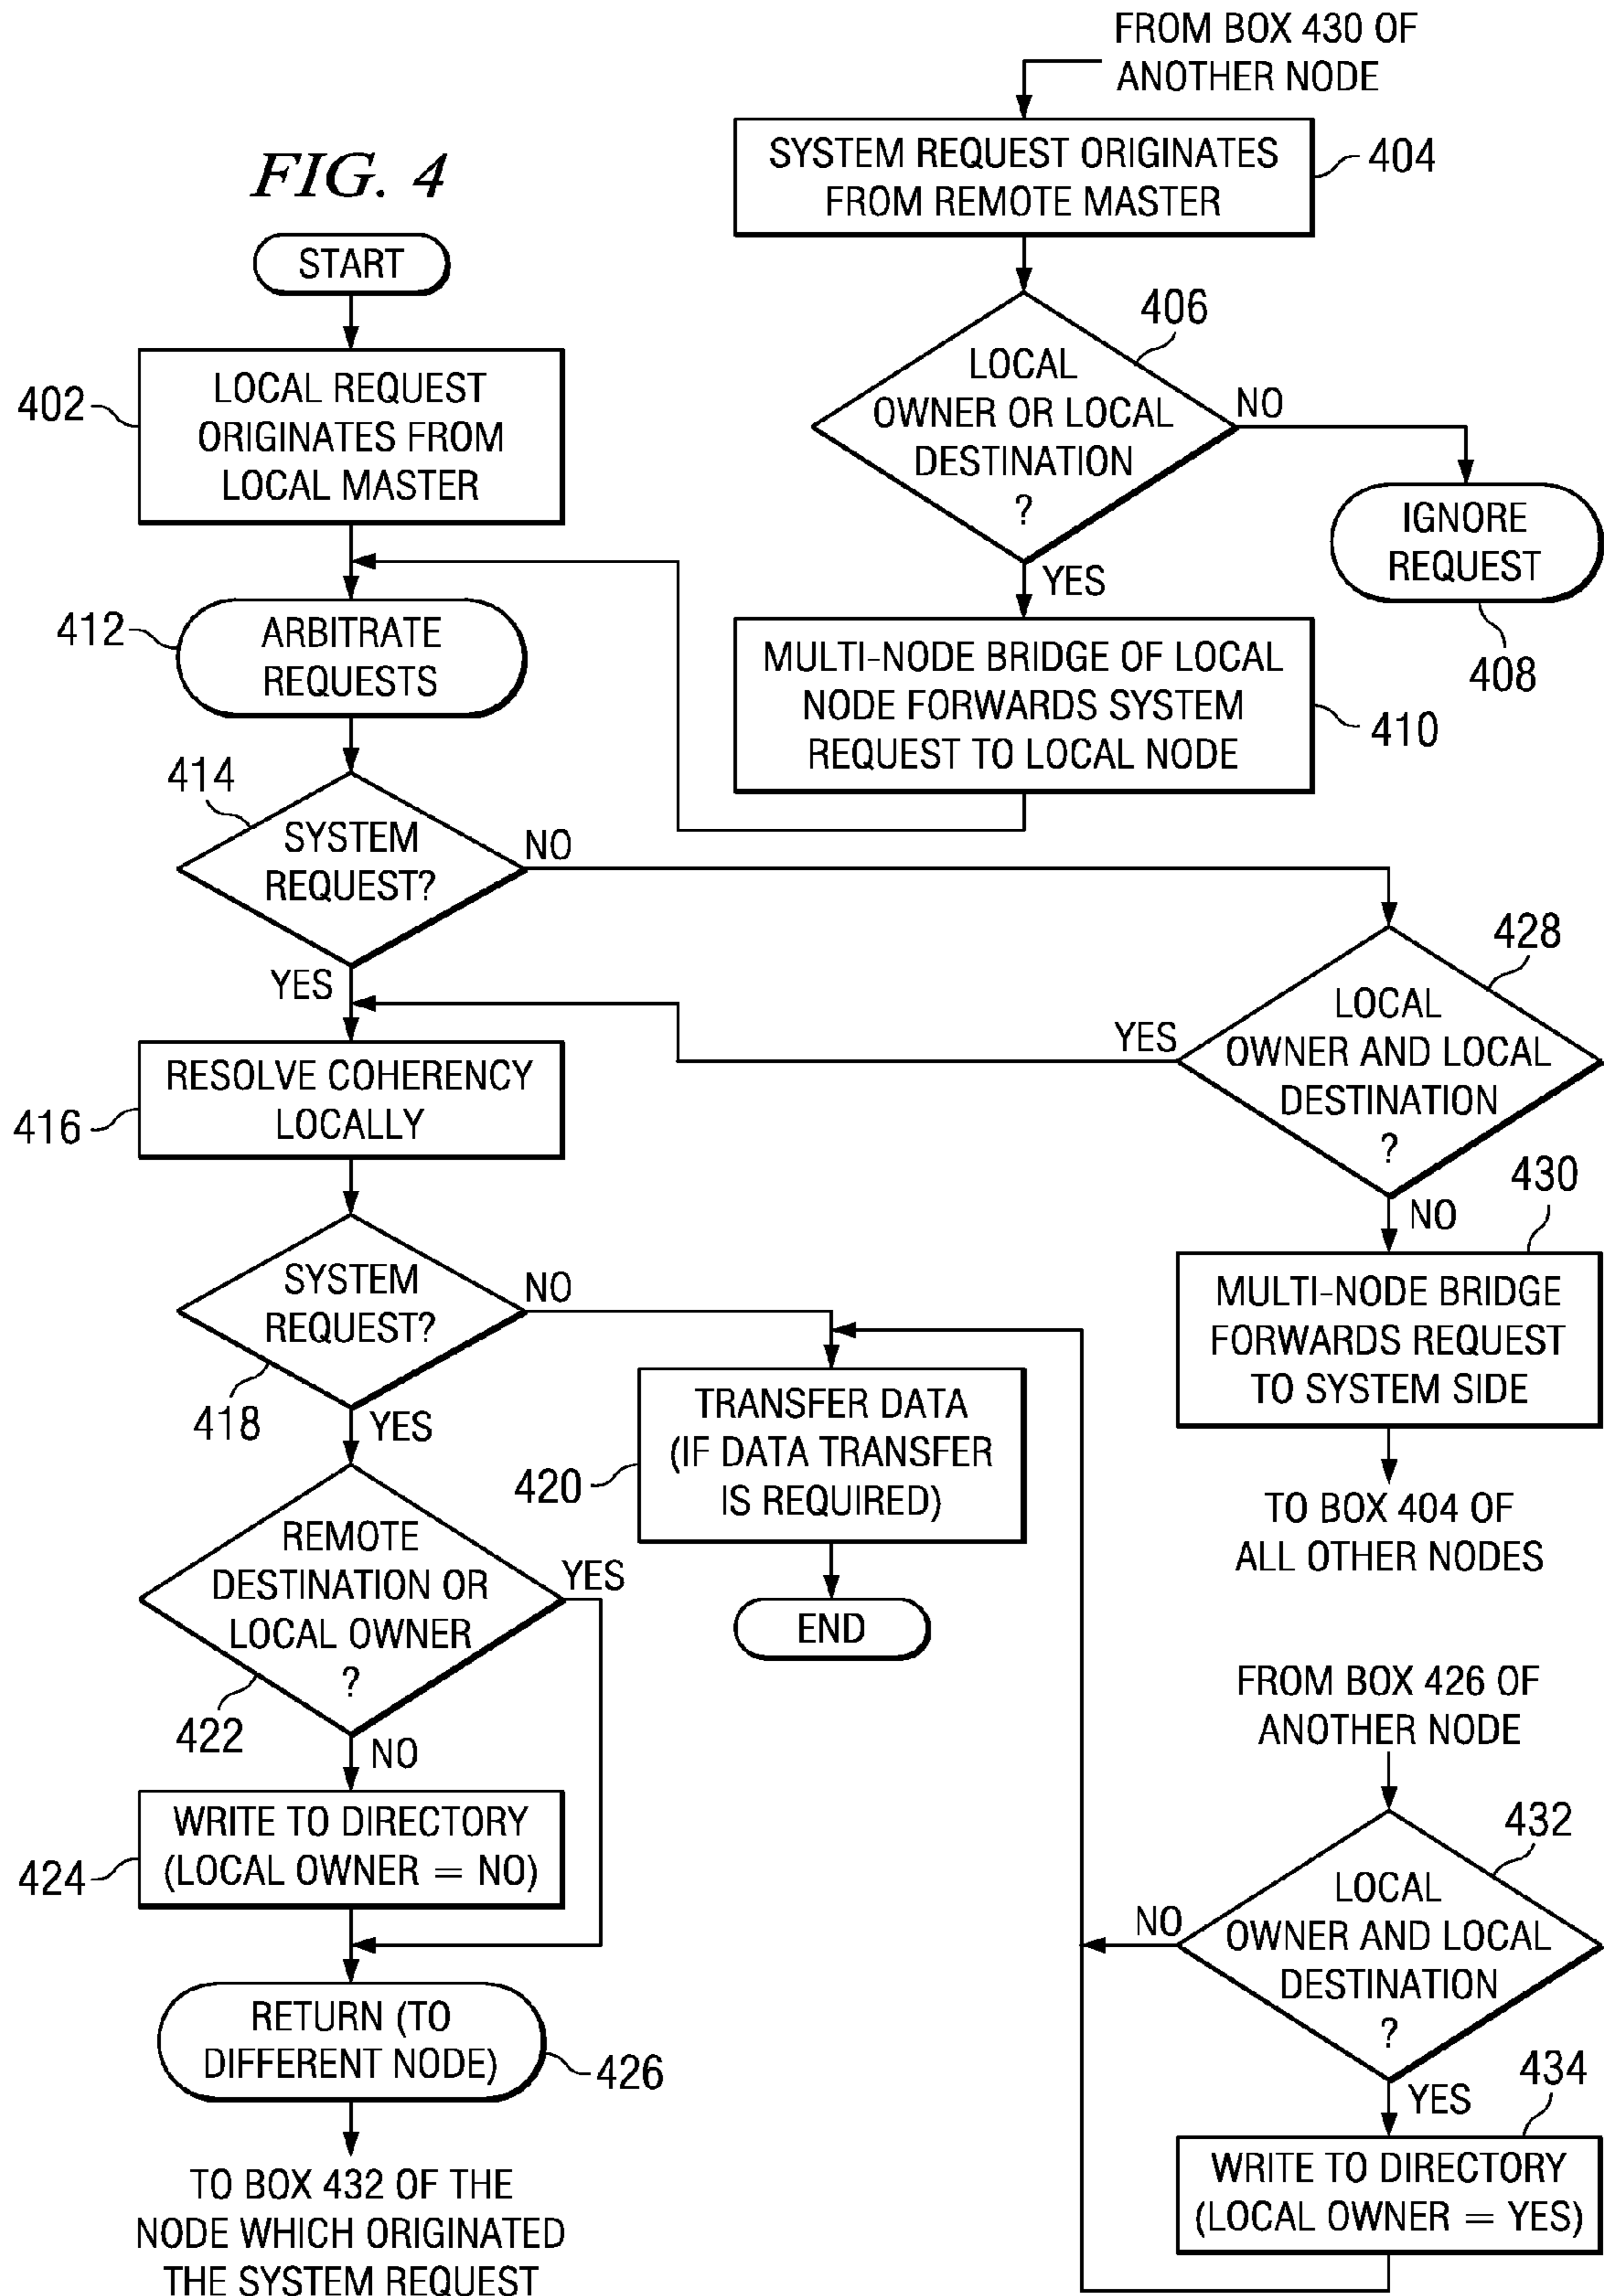 FIG. 4
START
402
LOCAL REQUEST
ORIGINATES FROM
LOCAL MASTER
412
ARBITRATE
REQUESTS
414
SYSTEM
REQUEST?
NO
YES
416
RESOLVE COHERENCY
LOCALLY
SYSTEM
REQUEST?
NO
418
YES
REMOTE
DESTINATION OR
LOCAL OWNER
?
YES
422
NO
424
WRITE TO DIRECTORY
(LOCAL OWNER = NO)
RETURN (TO
DIFFERENT NODE)
426
TO BOX 432 OF THE
NODE WHICH ORIGINATED
THE SYSTEM REQUEST
FROM BOX 430 OF
ANOTHER NODE
SYSTEM REQUEST ORIGINATES
FROM REMOTE MASTER
404
406
LOCAL
OWNER OR LOCAL
DESTINATION
?
NO
YES
IGNORE
REQUEST
408
MULTI-NODE BRIDGE OF LOCAL
NODE FORWARDS SYSTEM
REQUEST TO LOCAL NODE
410
428
LOCAL
OWNER AND LOCAL
DESTINATION
?
YES
NO
430
MULTI-NODE BRIDGE
FORWARDS REQUEST
TO SYSTEM SIDE
TO BOX 404 OF
ALL OTHER NODES
TRANSFER DATA
(IF DATA TRANSFER
IS REQUIRED)
420
END
FROM BOX 426 OF
ANOTHER NODE
432
LOCAL
OWNER AND LOCAL
DESTINATION
?
NO
YES
434
WRITE TO DIRECTORY
(LOCAL OWNER = YES)